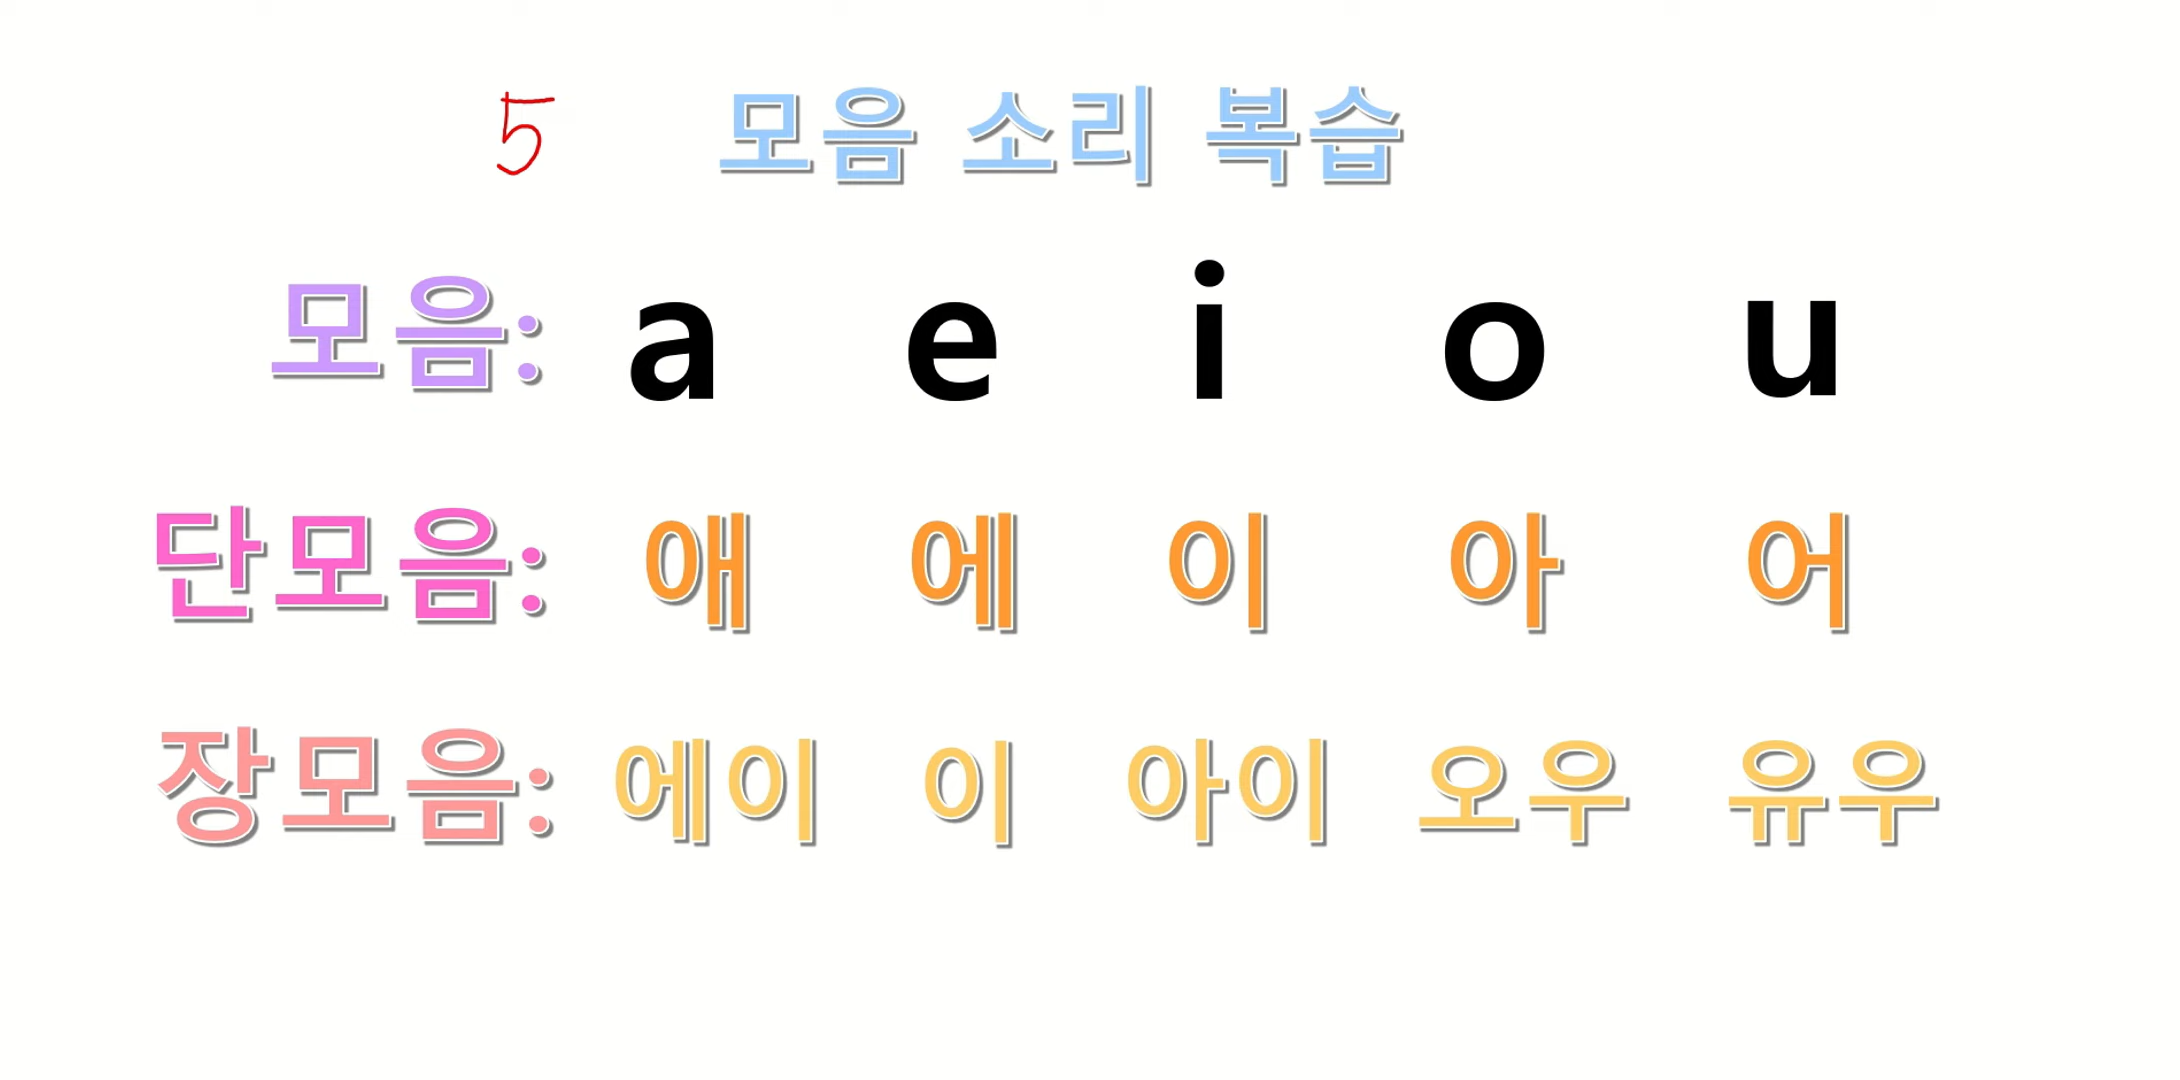 5 모음 소리 복습
모음: a e i o u
단모음: 애 에 이 아 어
장모음: 에이 이 아이 오우 유우